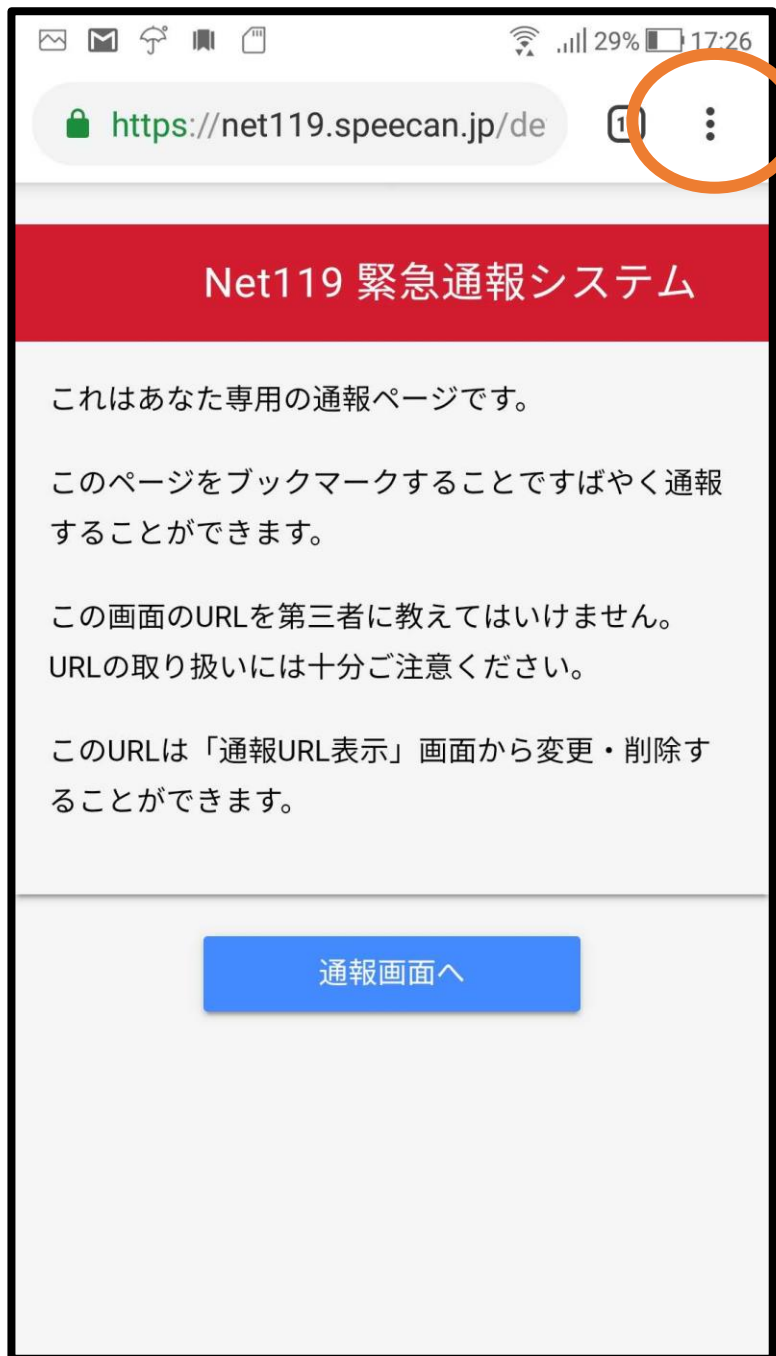 29% 17:26
https://net119.speecan.jp/de
Net119 緊急通報システム
これはあなた専用の通報ページです。
このページをブックマークすることですばやく通報
することができます。
この画面のURLを第三者に教えてはいけません。
URLの取り扱いには十分ご注意ください。
このURLは「通報URL表示」画面から変更・削除す
ることができます。
通報画面へ